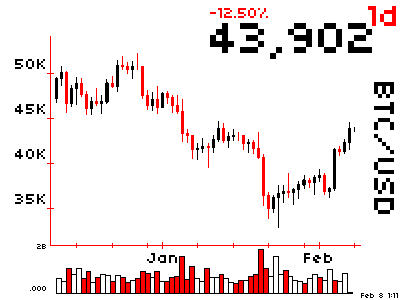 -12.50%
1d
43,902
50K
45K
40K
35K
BTC/USD
Jan
Feb
2B
.000
Feb 8 1:11